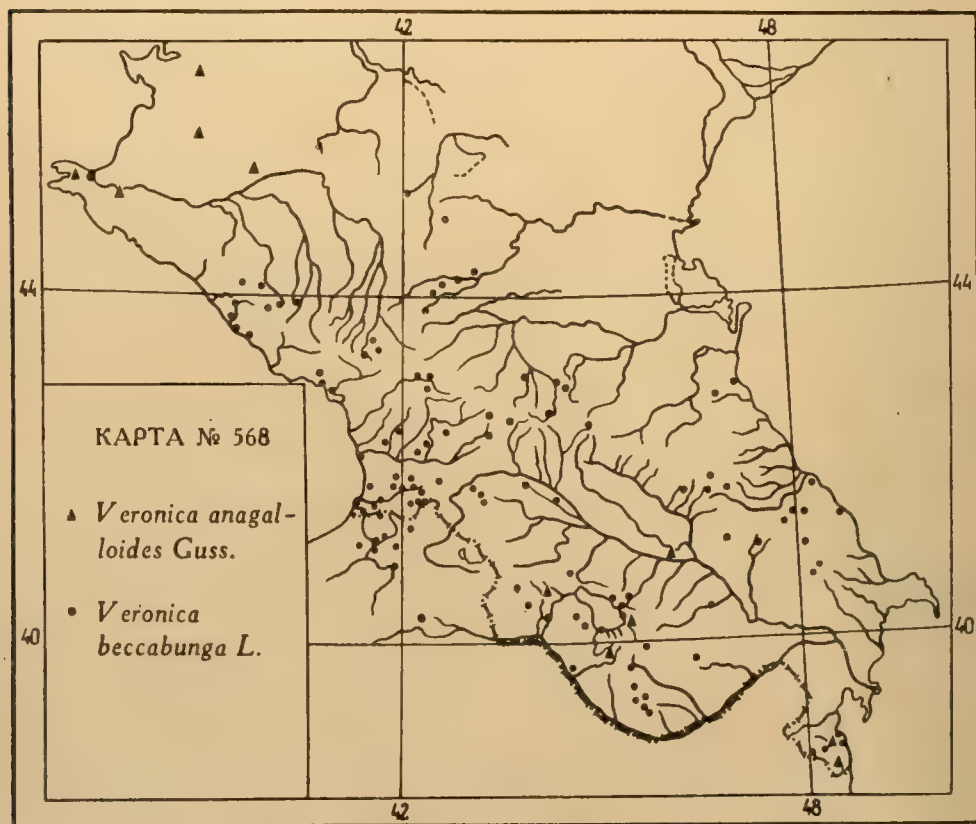 42 48
44 44
КАРТА № 568
Veronica anagal-
loides Guss.
Veronica
beccabunga L.
40 40
42 48